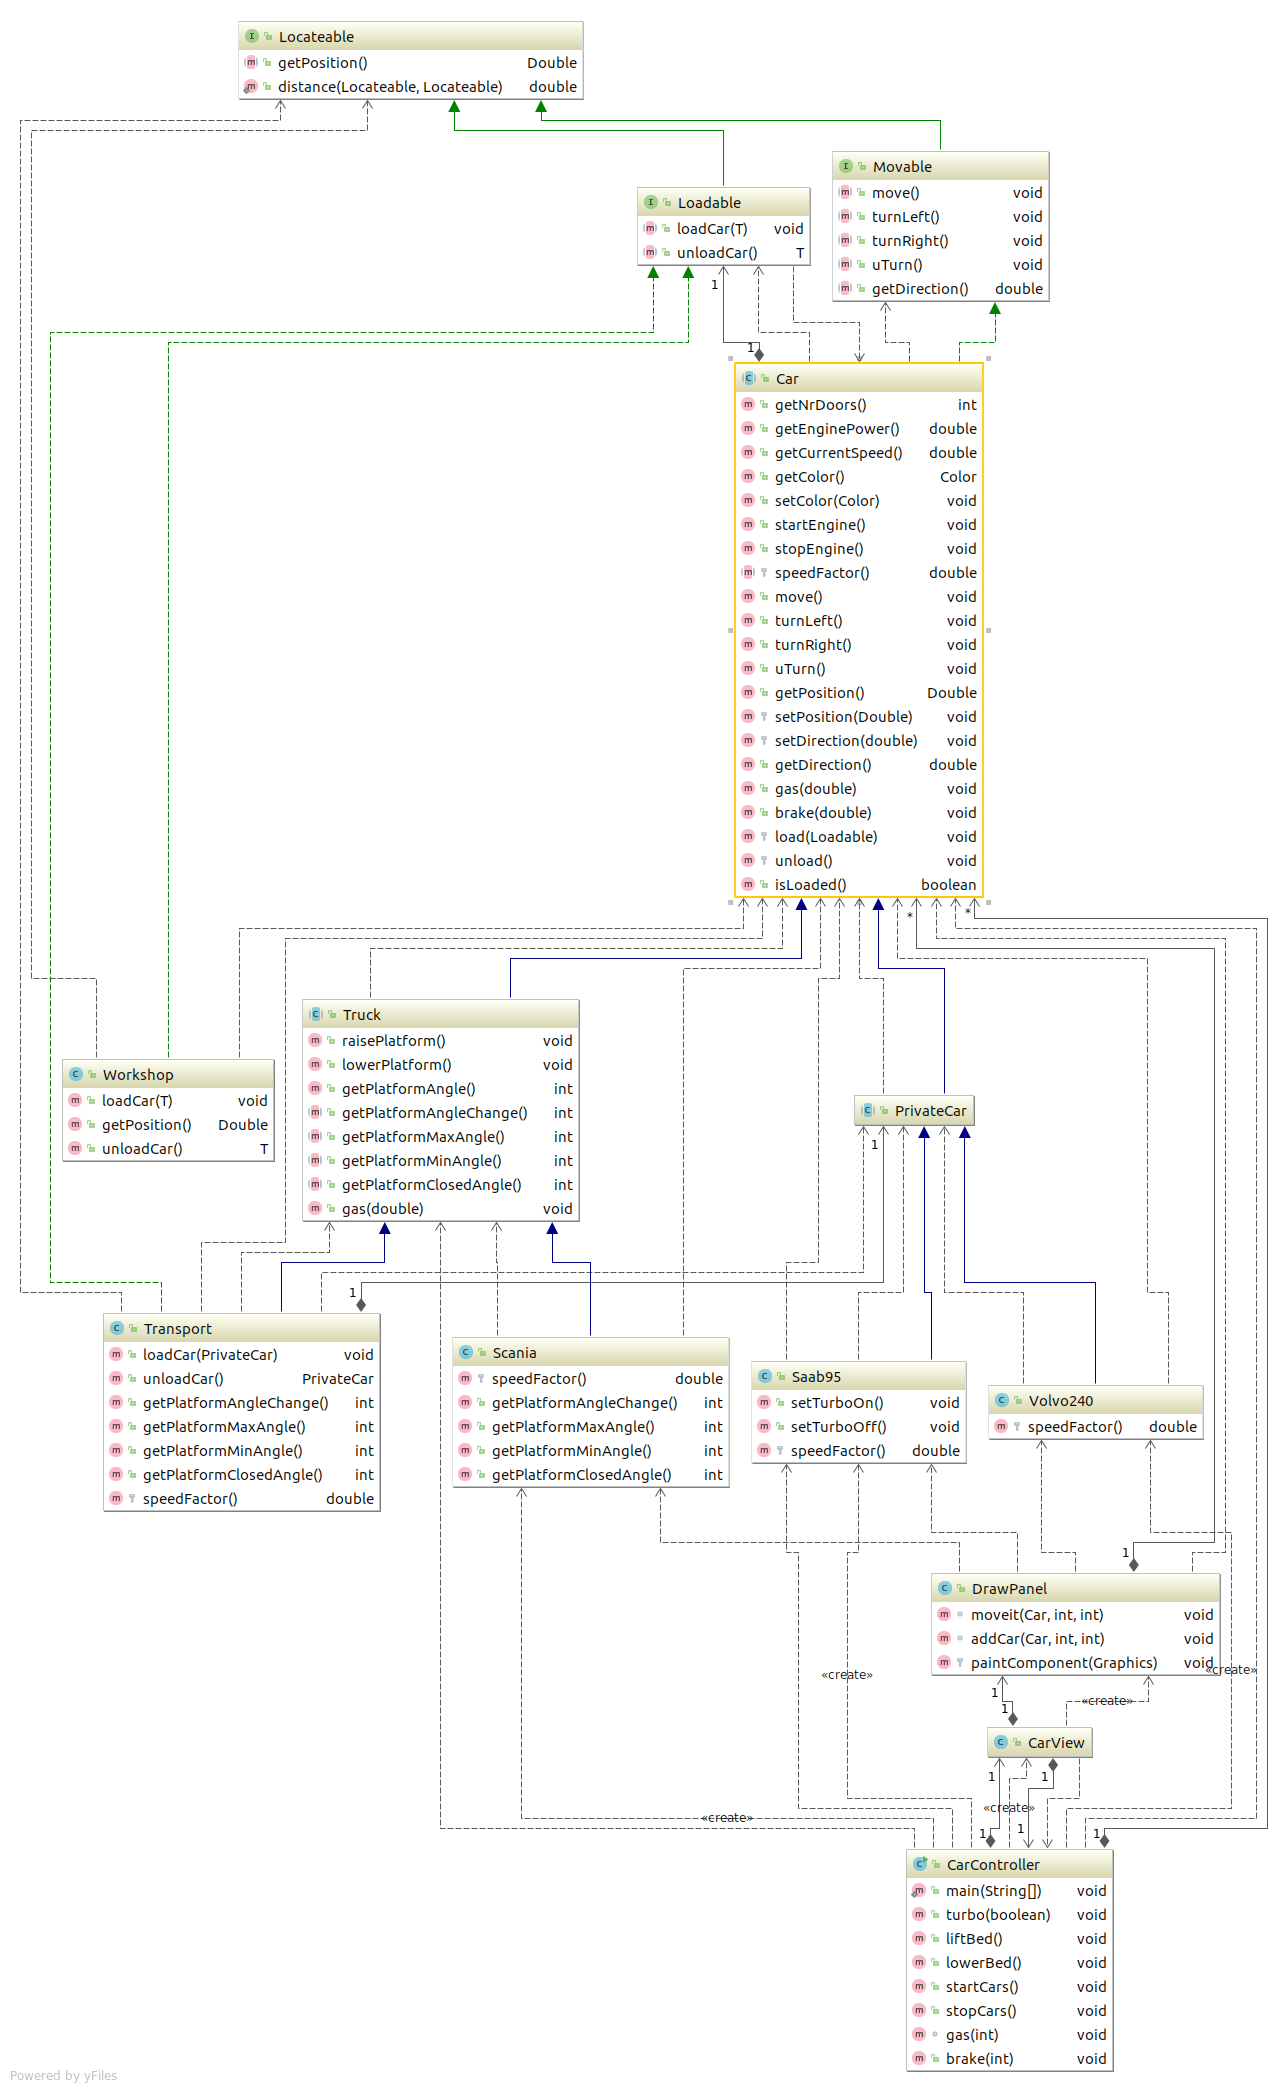 Locateable
getPosition() Double
distance(Locateable, Locateable) double
Movable
move() void
turnLeft() void
turnRight() void
uTurn() void
getDirection() double
Loadable
loadCar(T) void
unloadCar() T
1
1
Car
getNrDoors() int
getEnginePower() double
getCurrentSpeed() double
getColor() Color
setColor(Color) void
startEngine() void
stopEngine() void
speedFactor() double
move() void
turnLeft() void
turnRight() void
uTurn() void
getPosition() Double
setPosition(Double) void
setDirection(double) void
getDirection() double
gas(double) void
brake(double) void
load(Loadable) void
unload() void
isLoaded() boolean
* *
Truck
raisePlatform() void
lowerPlatform() void
getPlatformAngle() int
getPlatformAngleChange() int
getPlatformMaxAngle() int
getPlatformMinAngle() int
getPlatformClosedAngle() int
gas(double) void
Workshop
loadCar(T) void
getPosition() Double
unloadCar() T
PrivateCar
1
1
Transport
loadCar(PrivateCar) void
unloadCar() PrivateCar
getPlatformAngleChange() int
getPlatformMaxAngle() int
getPlatformMinAngle() int
getPlatformClosedAngle() int
speedFactor() double
Scania
speedFactor() double
getPlatformAngleChange() int
getPlatformMaxAngle() int
getPlatformMinAngle() int
getPlatformClosedAngle() int
Saab95
setTurboOn() void
setTurboOff() void
speedFactor() double
Volvo240
speedFactor() double
1
DrawPanel
moveit(Car, int, int) void
addCar(Car, int, int) void
paintComponent(Graphics) void
«create»
«create»
1
1
«create»
CarView
1 1
«create»
«create»
1 1 1
CarController
main(String[]) void
turbo(boolean) void
liftBed() void
lowerBed() void
startCars() void
stopCars() void
gas(int) void
brake(int) void
Powered by yFiles